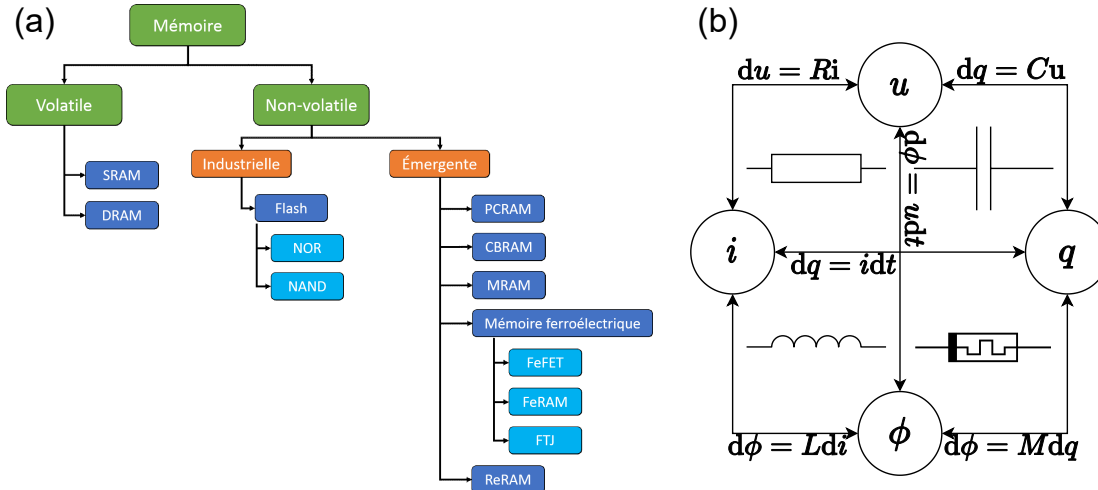 (a)
Mémoire
Volatile
Non-volatile
SRAM
DRAM
Industrielle
Émergente
Flash
NOR
NAND
PCRAM
CBRAM
MRAM
Mémoire ferroélectrique
FeFET
FeRAM
FTJ
ReRAM
(b)
du = Ri
u
dq = Cu
dϕ = udt
i
dq = idt
q
dϕ = Ldi
ϕ
dϕ = Mdq